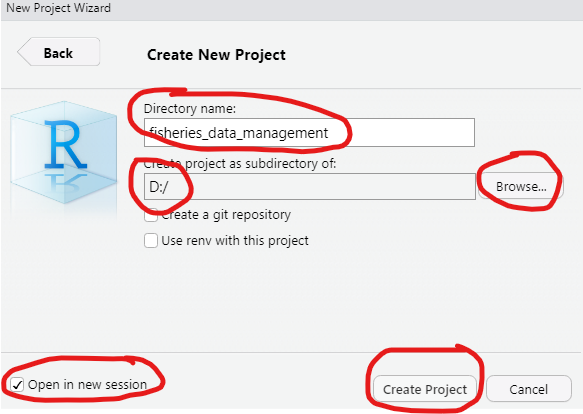 New Project Wizard
Back
Create New Project
Directory name:
fisheries_data_management
Create project as subdirectory of:
D:/
Browse...
Create a git repository
Use renv with this project
R
Open in new session
Create Project
Cancel